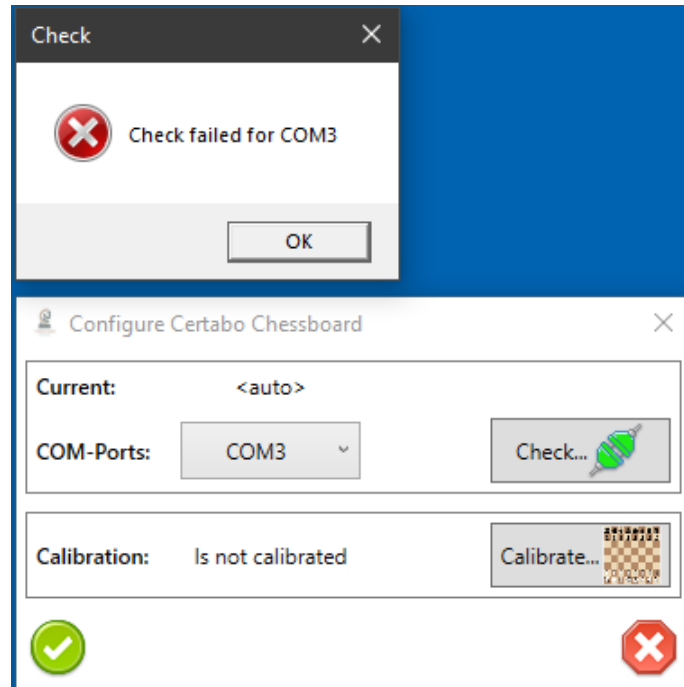 Check
Check failed for COM3
OK
Configure Certabo Chessboard
Current: <auto>
COM-Ports: COM3 Check...
Calibration: Is not calibrated Calibrate...